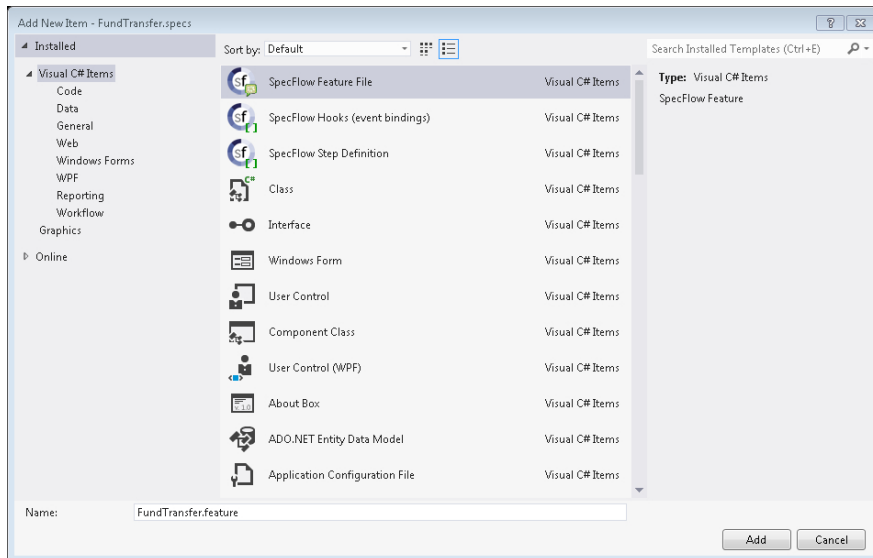 Add New Item - FundTransfer.specs
Installed
Sort by: Default
Search Installed Templates (Ctrl+E)
Visual C# Items
Code
Data
General
Web
Windows Forms
WPF
Reporting
Workflow
Graphics
Online
SpecFlow Feature File Visual C# Items
SpecFlow Hooks (event bindings) Visual C# Items
SpecFlow Step Definition Visual C# Items
Class Visual C# Items
Interface Visual C# Items
Windows Form Visual C# Items
User Control Visual C# Items
Component Class Visual C# Items
User Control (WPF) Visual C# Items
About Box Visual C# Items
ADO.NET Entity Data Model Visual C# Items
Application Configuration File Visual C# Items
Type: Visual C# Items
SpecFlow Feature
Name: FundTransfer.feature
Add Cancel